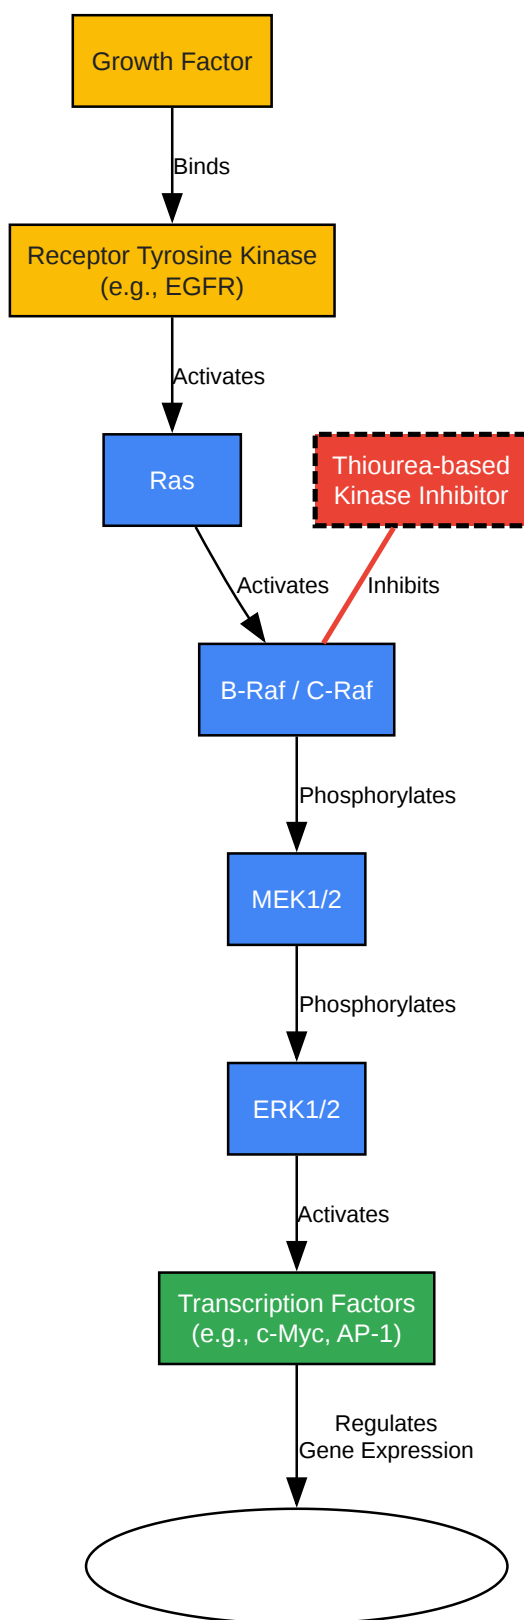 Growth Factor
Binds
Receptor Tyrosine Kinase
(e.g., EGFR)
Activates
Ras
Thiourea-based
Kinase Inhibitor
Activates
Inhibits
B-Raf / C-Raf
Phosphorylates
MEK1/2
Phosphorylates
ERK1/2
Activates
Transcription Factors
(e.g., c-Myc, AP-1)
Regulates
Gene Expression